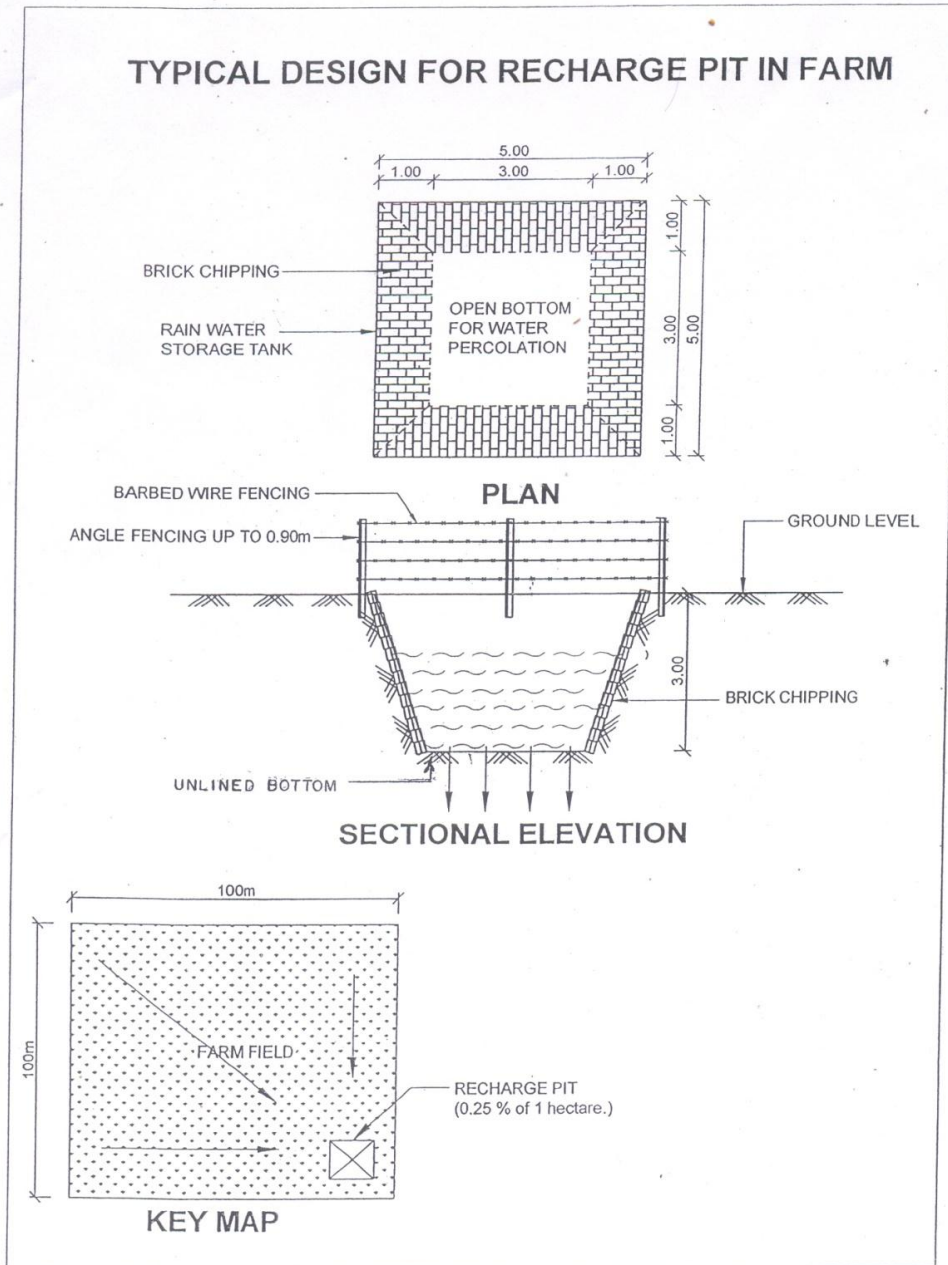 TYPICAL DESIGN FOR RECHARGE PIT IN FARM
5.00
1.00
3.00
1.00
BRICK CHIPPING
RAIN WATER
STORAGE TANK
OPEN BOTTOM
FOR WATER
PERCOLATION
1.00
3.00
1.00
5.00
PLAN
BARBED WIRE FENCING
ANGLE FENCING UP TO 0.90m
GROUND LEVEL
3.00
BRICK CHIPPING
UNLINED BOTTOM
SECTIONAL ELEVATION
100m
100m
FARM FIELD
RECHARGE PIT
(0.25 % of 1 hectare.)
KEY MAP